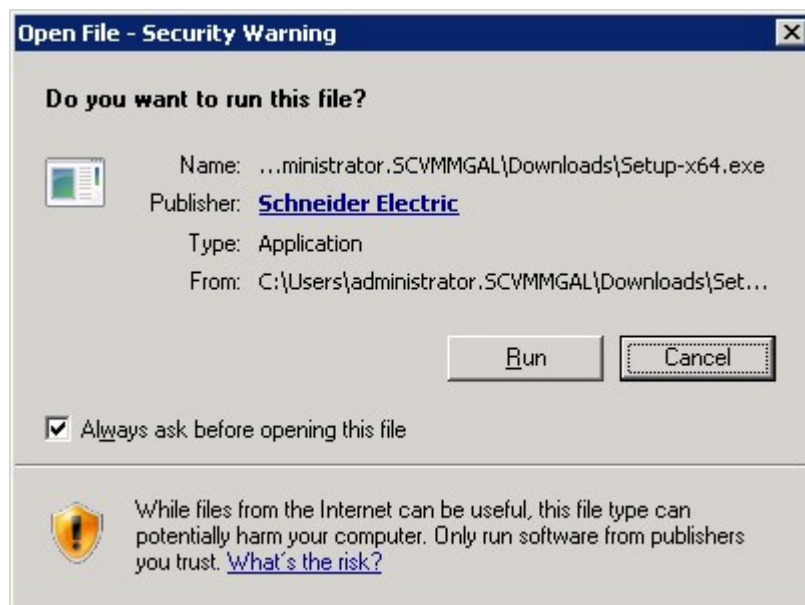 Open File - Security Warning
Do you want to run this file?
Name: ...ministrator.SCVMMGAL\Downloads\Setup-x64.exe
Publisher: Schneider Electric
Type: Application
From: C:\Users\administrator.SCVMMGAL\Downloads\Set...
Run Cancel
Always ask before opening this file
While files from the Internet can be useful, this file type can
potentially harm your computer. Only run software from publishers
you trust. What's the risk?